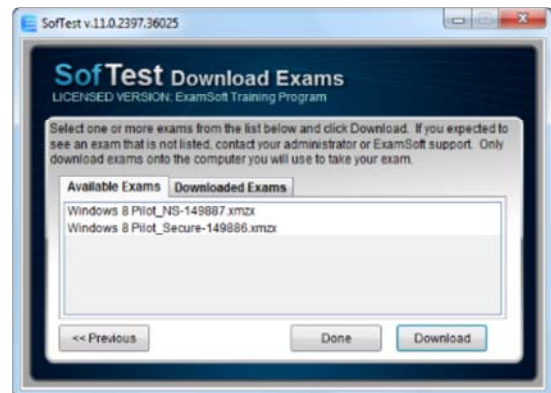 SofTest v.11.0.2397.36025
SofTest Download Exams
LICENSED VERSION: ExamSoft Training Program
Select one or more exams from the list below and click Download. If you expected to
see an exam that is not listed, contact your administrator or ExamSoft support. Only
download exams onto the computer you will use to take your exam.
Available Exams Downloaded Exams
Windows 8 Pilot_NS-149887.xmzx
Windows 8 Pilot_Secure-149886.xmzx
<< Previous Done Download